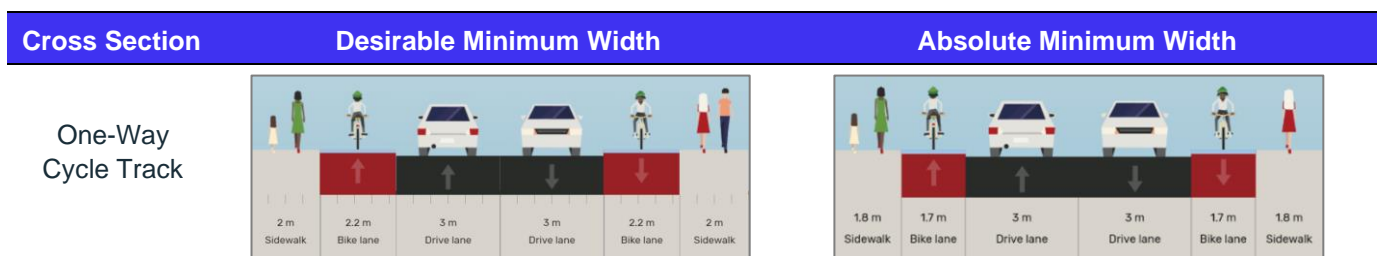 Cross Section Desirable Minimum Width Absolute Minimum Width
One-Way
Cycle Track
2 m 2.2 m 3 m 3 m 2.2 m 2 m
Sidewalk Bike lane Drive lane Drive lane Bike lane Sidewalk
1.8 m 1.7 m 3 m 3 m 1.7 m 1.8 m
Sidewalk Bike lane Drive lane Drive lane Bike lane Sidewalk